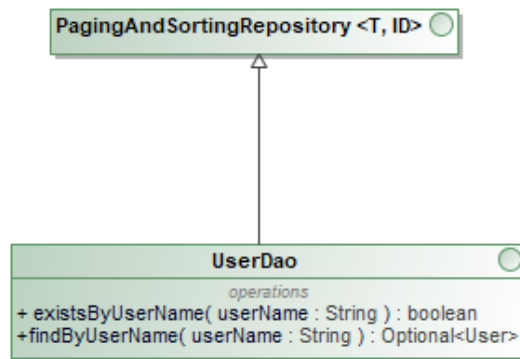 PagingAndSortingRepository <T, ID>
UserDao
operations
+ existsByUserName( userName : String ) : boolean
+findByUserName( userName : String ) : Optional<User>